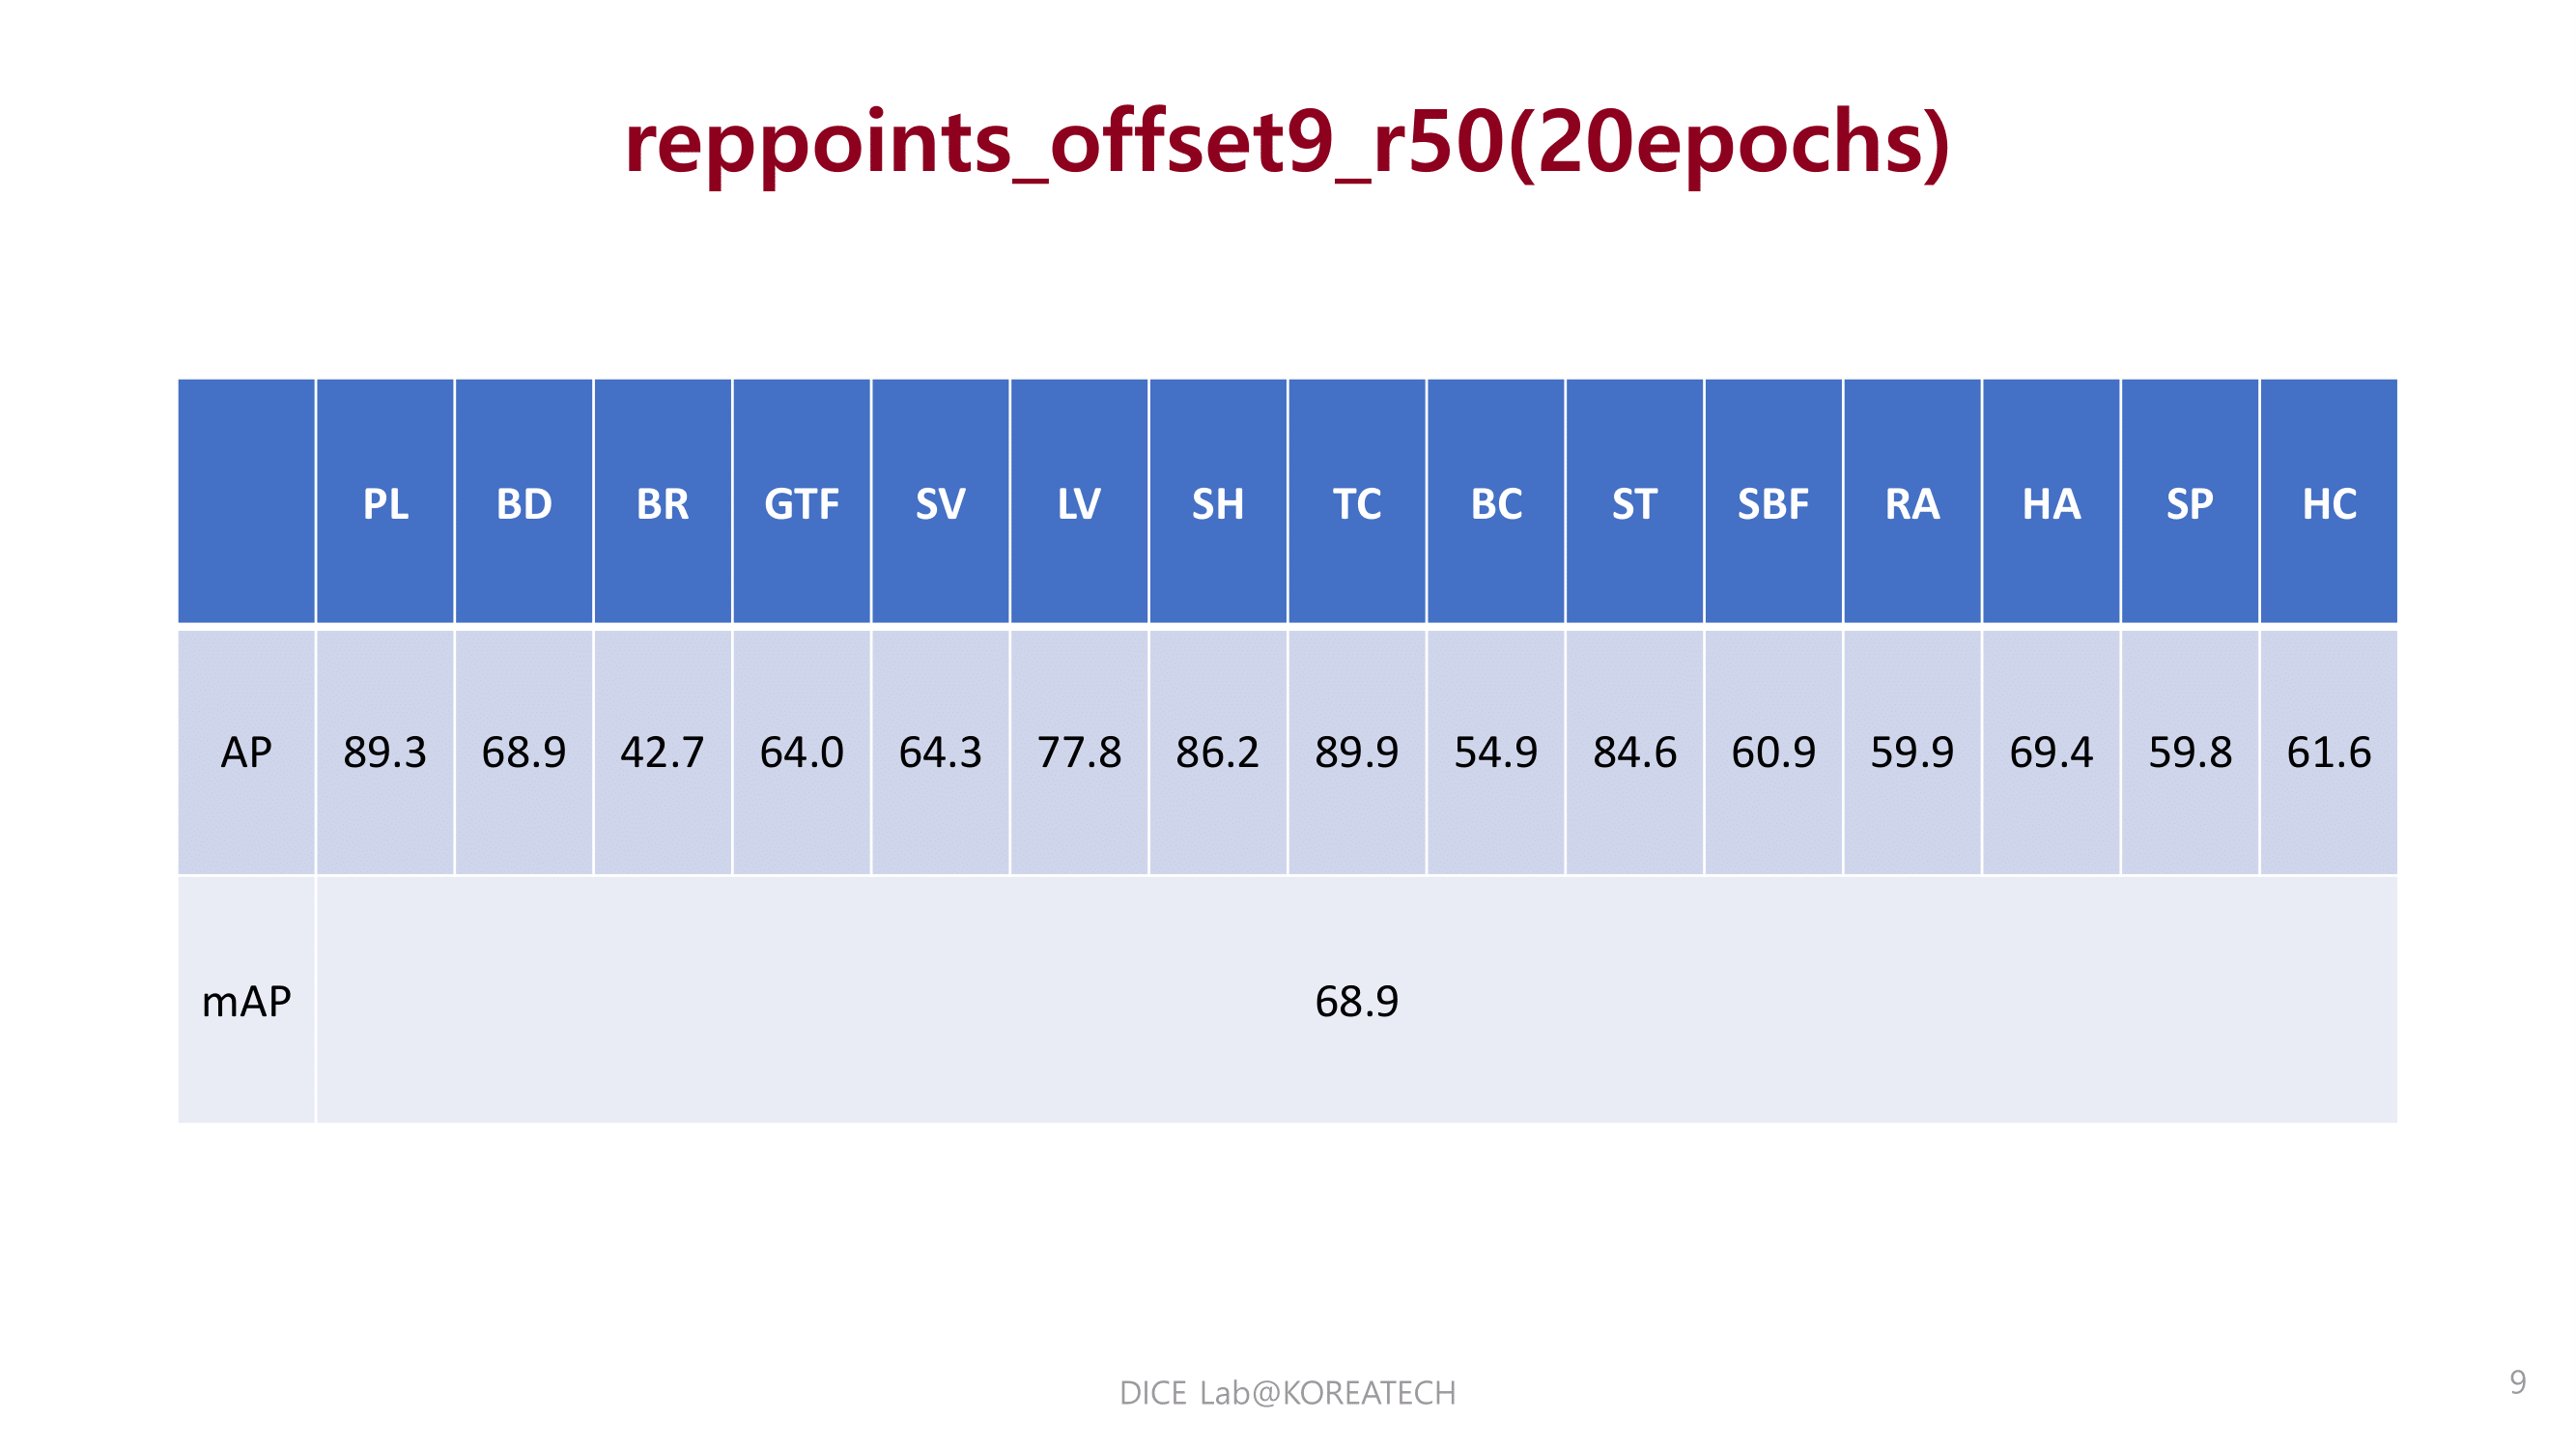 reppoints_offset9_r50(20epochs)
PL BD BR GTF SV LV SH TC BC ST SBF RA HA SP HC
AP 89.3 68.9 42.7 64.0 64.3 77.8 86.2 89.9 54.9 84.6 60.9 59.9 69.4 59.8 61.6
mAP 68.9
DICE Lab@KOREATECH
9